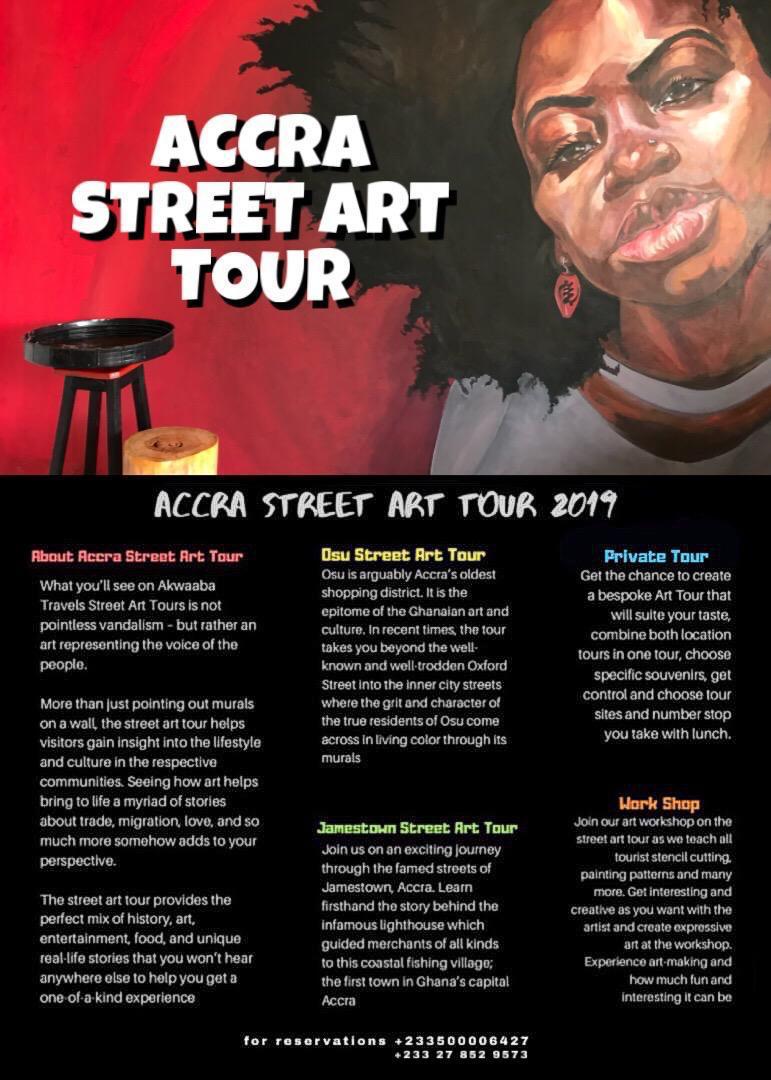 ACCRA
STREET ART
TOUR
ACCRA STREET ART TOUR 2019
About Accra Street Art Tour
What you'll see on Akwaaba
Travels Street Art Tours is not
pointless vandalism – but rather an
art representing the voice of the
people.
More than just pointing out murals
on a wall, the street art tour helps
visitors gain insight into the lifestyle
and culture in the respective
communities. Seeing how art helps
bring to life a myriad of stories
about trade, migration, love, and so
much more somehow adds to your
perspective.
The street art tour provides the
perfect mix of history, art,
entertainment, food, and unique
real-life stories that you won't hear
anywhere else to help you get a
one-of-a-kind experience
Osu Street Art Tour
Osu is arguably Accra's oldest
shopping district. It is the
epitome of the Ghanaian art and
culture. In recent times, the tour
takes you beyond the well-
known and well-trodden Oxford
Street into the inner city streets
where the grit and character of
the true residents of Osu come
across in living color through its
murals
Jamestown Street Art Tour
Join us on an exciting journey
through the famed streets of
Jamestown, Accra. Learn
firsthand the story behind the
infamous lighthouse which
guided merchants of all kinds
to this coastal fishing village;
the first town in Ghana's capital
Accra
Private Tour
Get the chance to create
a bespoke Art Tour that
will suite your taste,
combine both location
tours in one tour, choose
specific souvenirs, get
control and choose tour
sites and number stop
you take with lunch.
Work Shop
Join our art workshop on the
street art tour as we teach all
tourist stencil cutting,
painting patterns and many
more. Get interesting and
creative as you want with the
artist and create expressive
art at the workshop.
Experience art-making and
how much fun and
interesting it can be
for reservations +233500006427
+233 27 852 9573